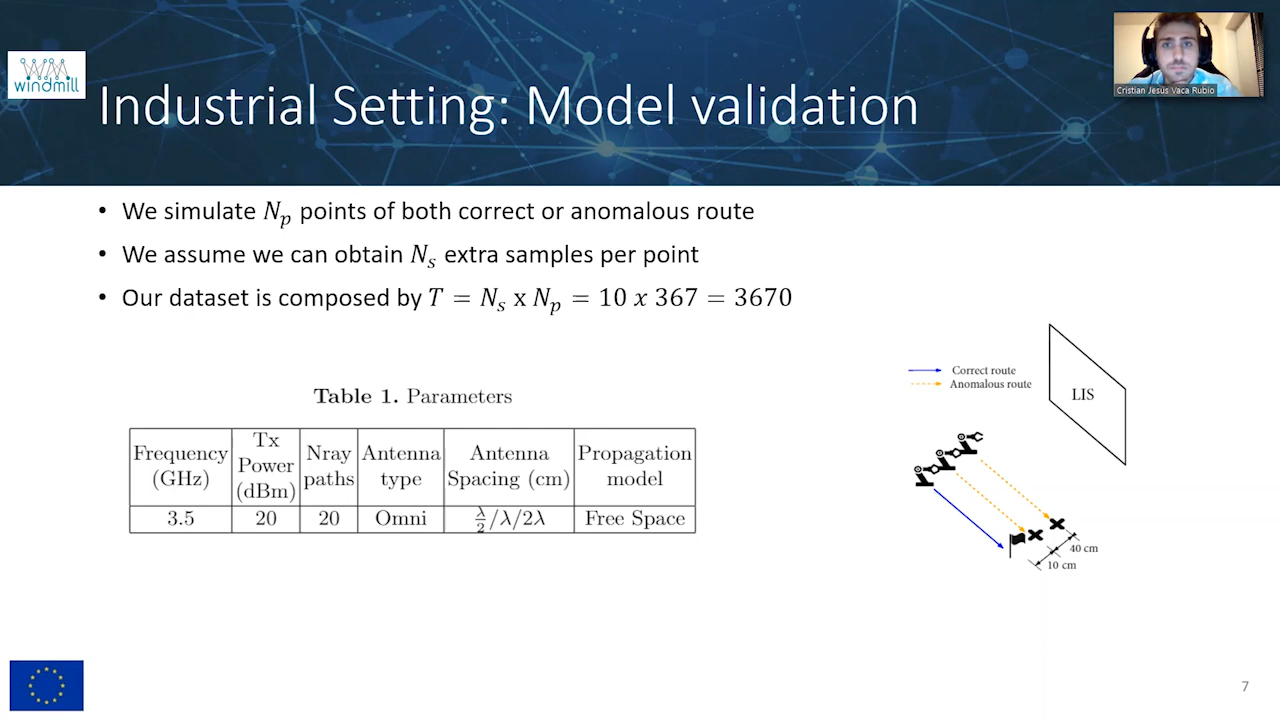 windmill
Industrial Setting: Model validation
Cristian Jesus Vaca Rubio
• We simulate N_p points of both correct or anomalous route
• We assume we can obtain N_s extra samples per point
• Our dataset is composed by T = N_s x N_p = 10 x 367 = 3670
Table 1. Parameters
Frequency (GHz) | Tx Power (dBm) | Nray paths | Antenna type | Antenna Spacing (cm) | Propagation model
3.5 | 20 | 20 | Omni | λ/2/λ/2λ | Free Space
Correct route
Anomalous route
LIS
40 cm
10 cm
7